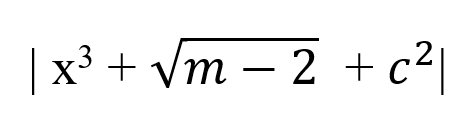 | x³ + √(m − 2) + c² |